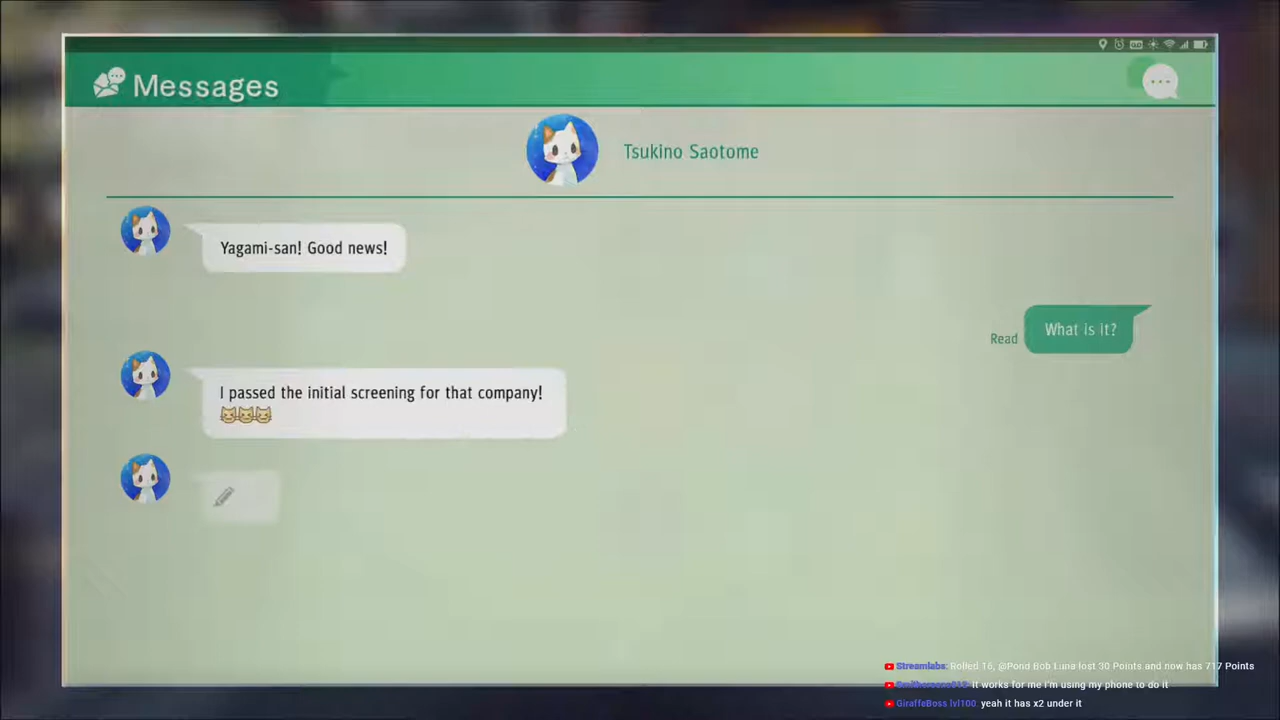 Messages
Tsukino Saotome
Yagami-san! Good news!
What is it?
Read
I passed the initial screening for that company!
Streamlabs: Rolled 16, @Pond Bob Luna lost 30 Points and now has 717 Points
It works for me I'm using my phone to do it
GiraffeBoss lvl100: yeah it has x2 under it